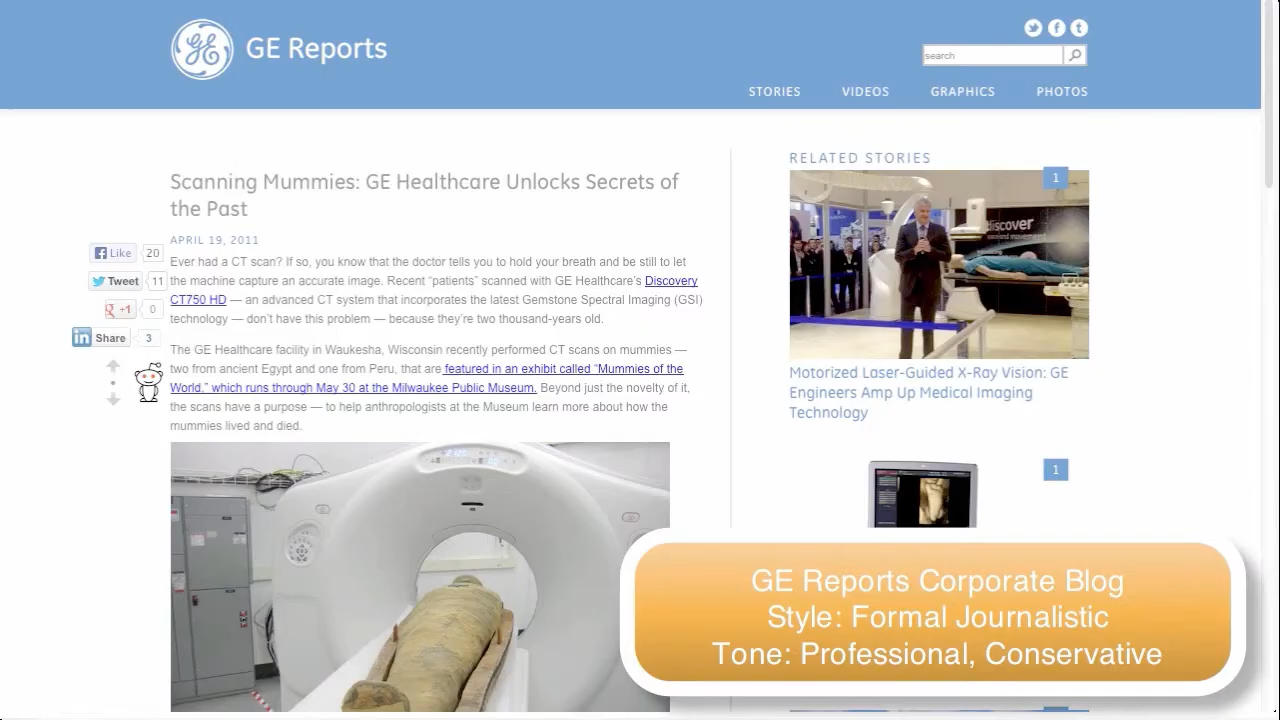 GE Reports
search
STORIES VIDEOS GRAPHICS PHOTOS
Scanning Mummies: GE Healthcare Unlocks Secrets of
the Past
APRIL 19, 2011
Like 20
Tweet 11
+1 0
in Share 3
Ever had a CT scan? If so, you know that the doctor tells you to hold your breath and be still to let
the machine capture an accurate image. Recent “patients” scanned with GE Healthcare’s Discovery
CT750 HD — an advanced CT system that incorporates the latest Gemstone Spectral Imaging (GSI)
technology — don’t have this problem — because they’re two thousand-years old.
The GE Healthcare facility in Waukesha, Wisconsin recently performed CT scans on mummies —
two from ancient Egypt and one from Peru, that are featured in an exhibit called “Mummies of the
World,” which runs through May 30 at the Milwaukee Public Museum. Beyond just the novelty of it,
the scans have a purpose — to help anthropologists at the Museum learn more about how the
mummies lived and died.
RELATED STORIES
1
discover
Motorized Laser-Guided X-Ray Vision: GE
Engineers Amp Up Medical Imaging
Technology
1
GE Reports Corporate Blog
Style: Formal Journalistic
Tone: Professional, Conservative